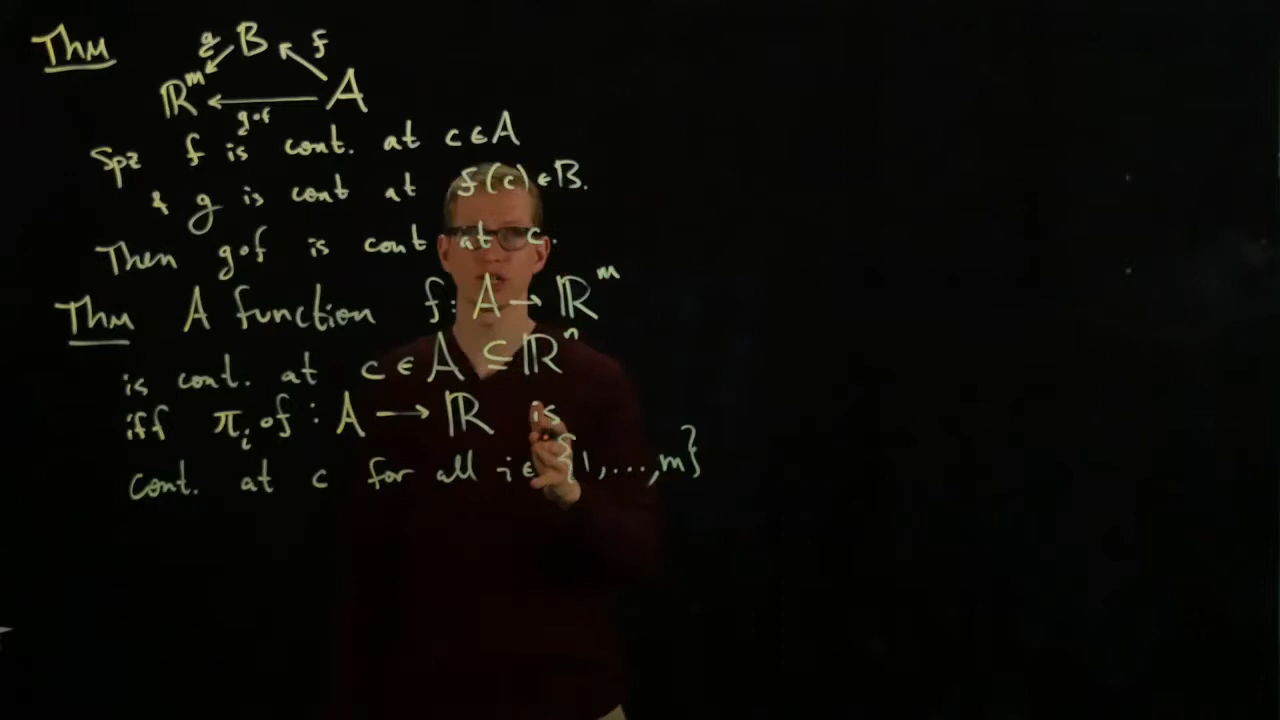 Thm
g B f
ℝᵐ A
g∘f
Spz f is cont. at c∈A
& g is cont at f(c)∈B.
Then g∘f is cont at c.
Thm A function f: A → ℝᵐ
is cont. at c ∈ A ⊆ ℝⁿ
iff πᵢ∘f : A → ℝ is
cont. at c for all i∈{1,...,m}